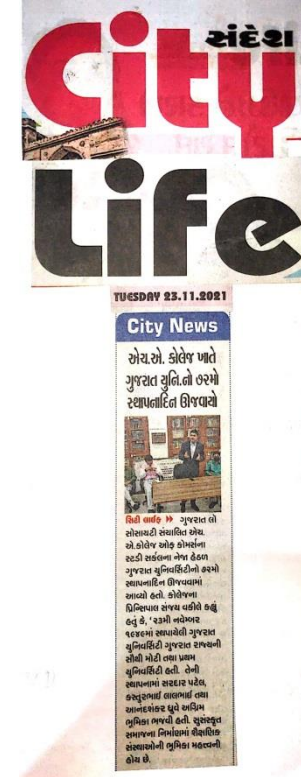 સંદેશ
City
Life
TUESDAY 23.11.2021
City News
એચ.એ. કોલેજ ખાતે
ગુજરાત યુનિ.નો ૭૨મો
સ્થાપનાદિન ઊજવાયો
સિટી લાઈફ ▶▶ ગુજરાત લો
સોસાયટી સંચાલિત એચ.
એ.કોલેજ ઓફ કોમર્સના
સ્ટડી સર્કલના નેજા હેઠળ
ગુજરાત યુનિવર્સિટીનો ૭૨મો
સ્થાપનાદિન ઊજવવામાં
આવ્યો હતો. કોલેજના
પ્રિન્સિપાલ સંજય વકીલે કહ્યું
હતું કે, '૨૩મી નવેમ્બર
૧૯૪૯માં સ્થાપાયેલી ગુજરાત
યુનિવર્સિટી ગુજરાત રાજ્યની
સૌથી મોટી તથા પ્રથમ
યુનિવર્સિટી હતી. તેની
સ્થાપનામાં સરદાર પટેલ,
કસ્તુરભાઈ લાલભાઈ તથા
આનંદશંકર ધ્રુવે અગ્રિમ
ભૂમિકા ભજવી હતી. સુસંસ્કૃત
સમાજના નિર્માણમાં શૈક્ષણિક
સંસ્થાઓની ભૂમિકા મહત્ત્વની
હોય છે.